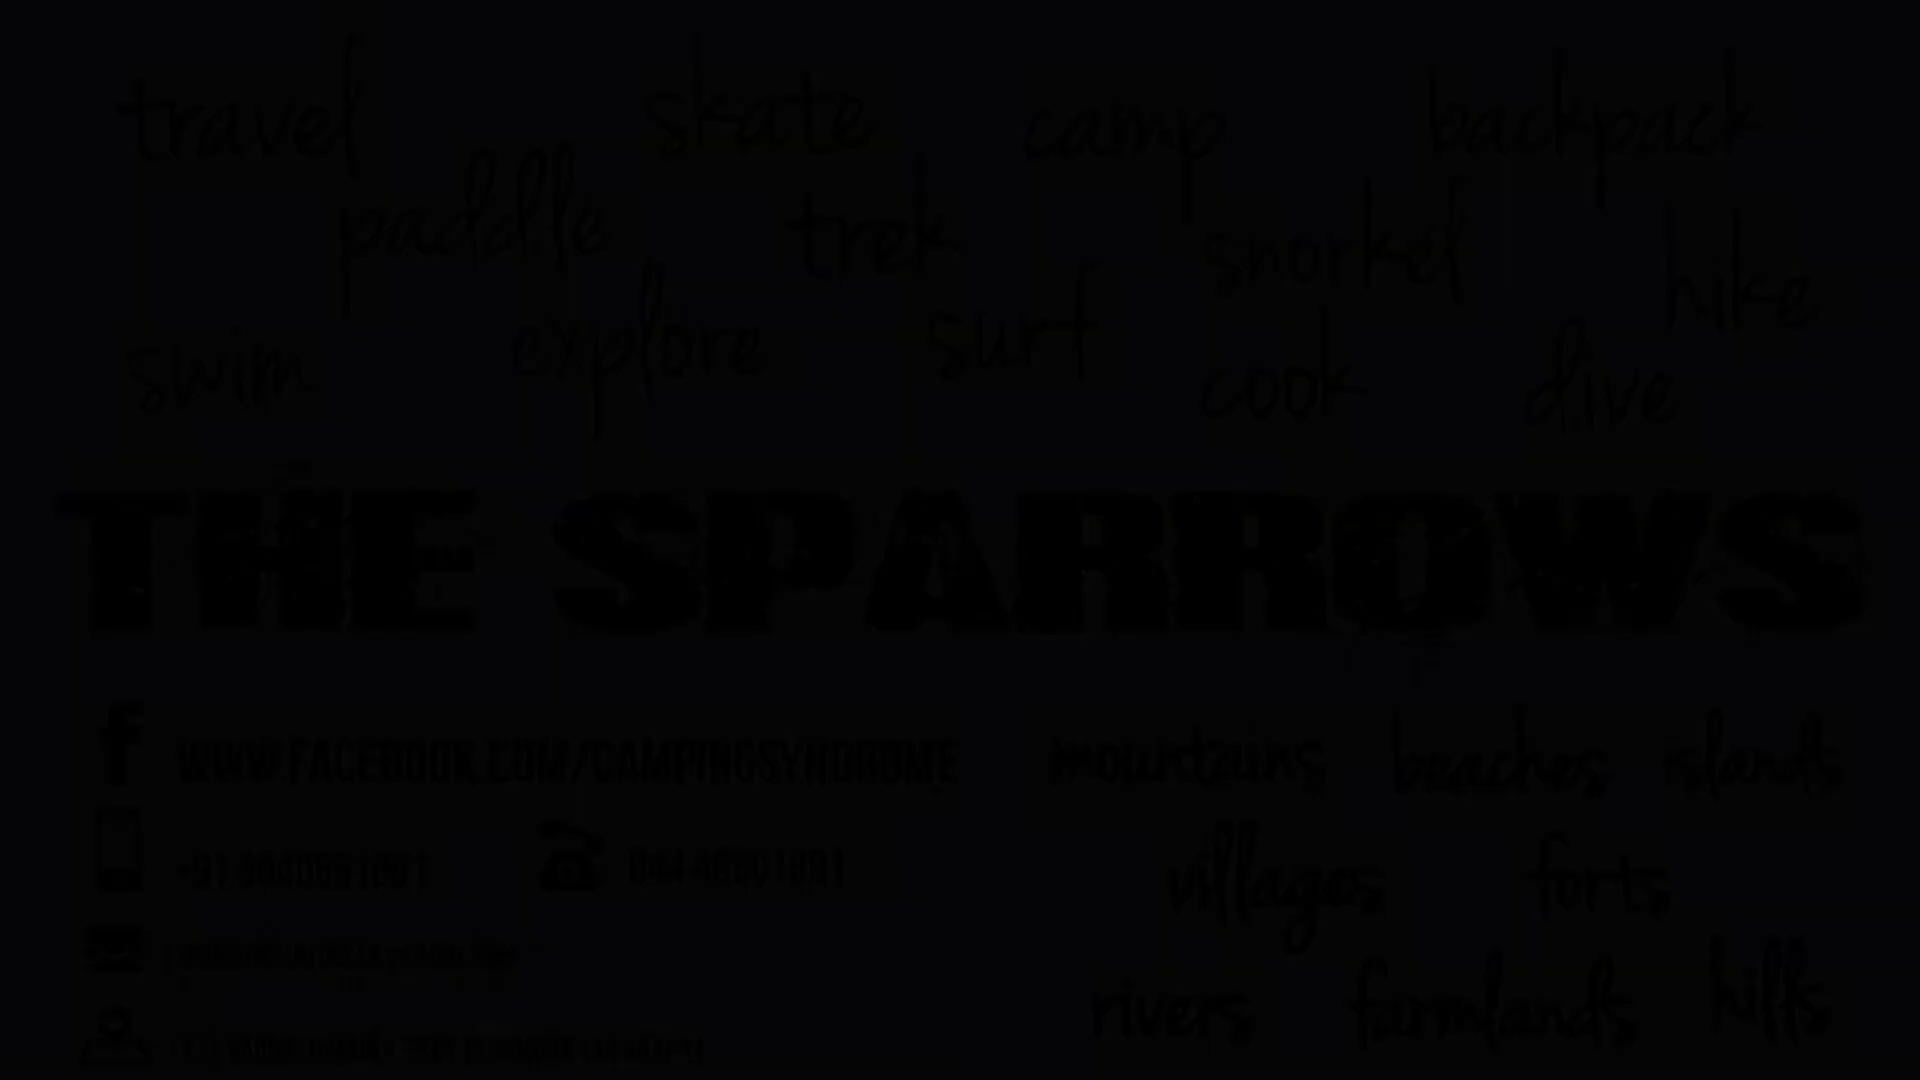 travel skate camp backpack
paddle trek snorkel hike
swim explore surf cook dive
THE SPARROWS
WWW.FACEBOOK.COM/CAMPINGSYNDROME mountains beaches islands
villages forts
rivers farmlands hills